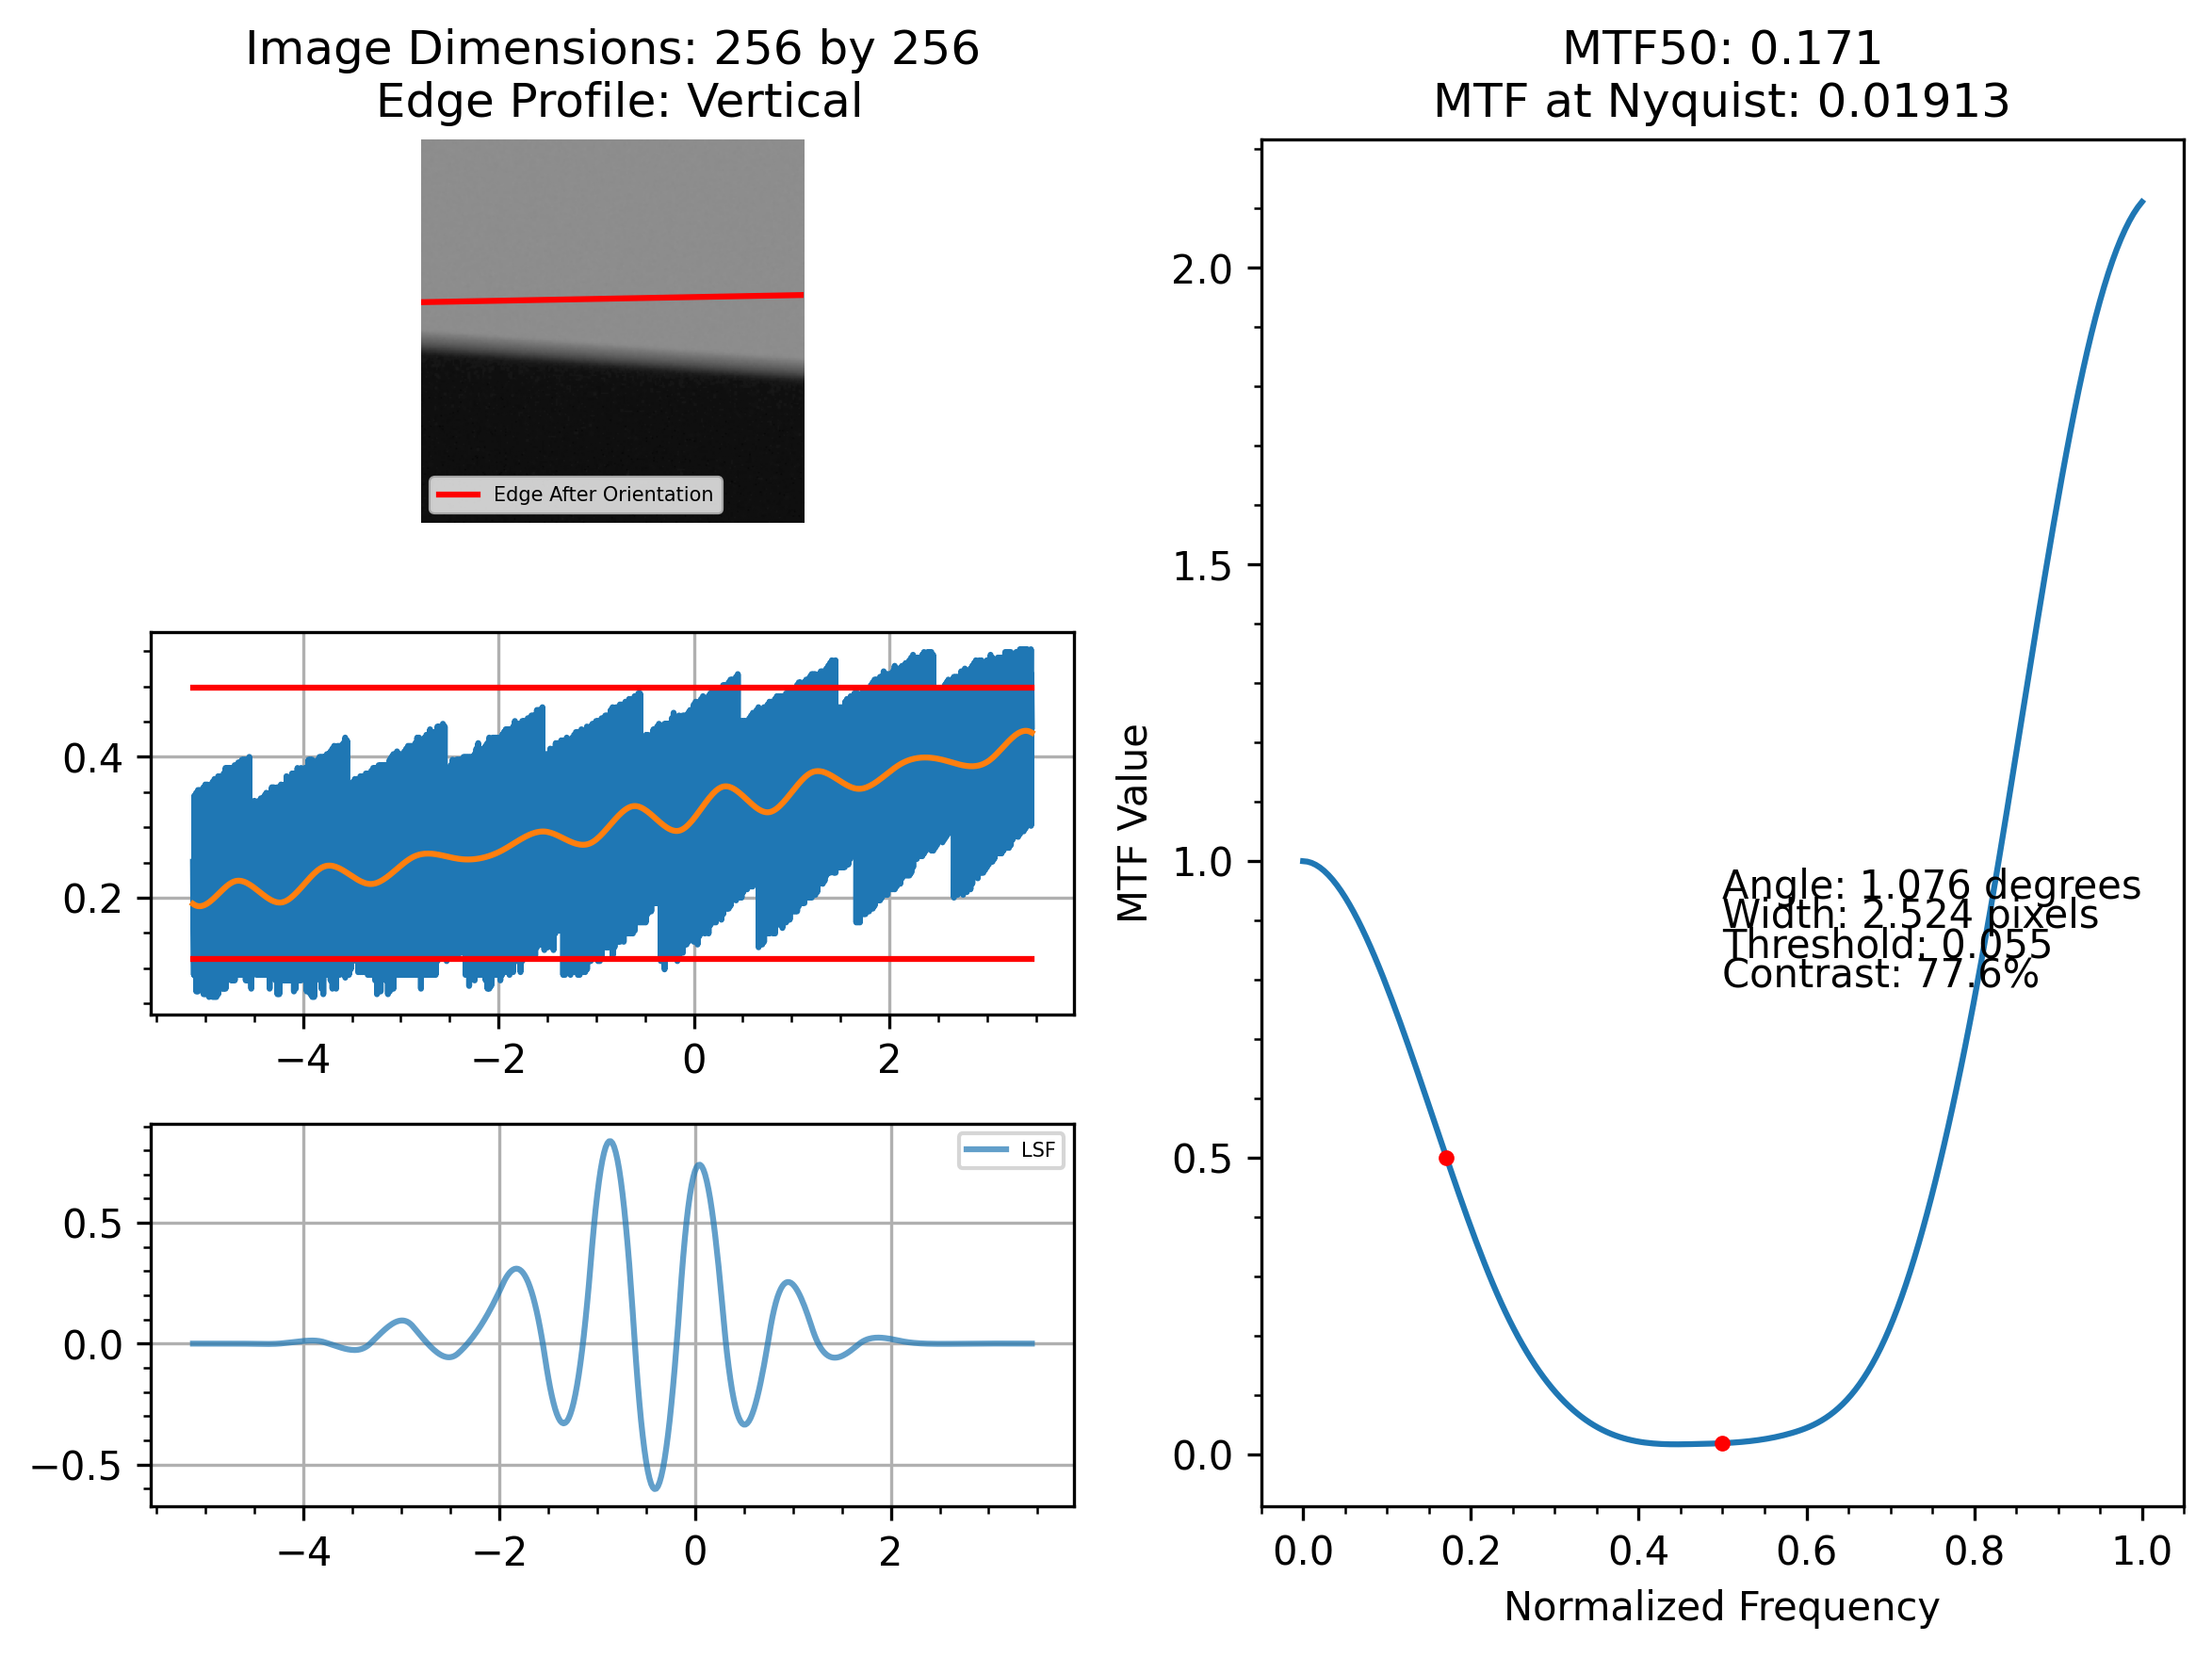 Image Dimensions: 256 by 256
Edge Profile: Vertical
Edge After Orientation
0.4
0.2
−4
−2
0
2
LSF
0.5
0.0
−0.5
−4
−2
0
2
MTF50: 0.171
MTF at Nyquist: 0.01913
MTF Value
2.0
1.5
1.0
0.5
0.0
Angle: 1.076 degrees
Width: 2.524 pixels
Threshold: 0.055
Contrast: 77.6%
0.0
0.2
0.4
0.6
0.8
1.0
Normalized Frequency